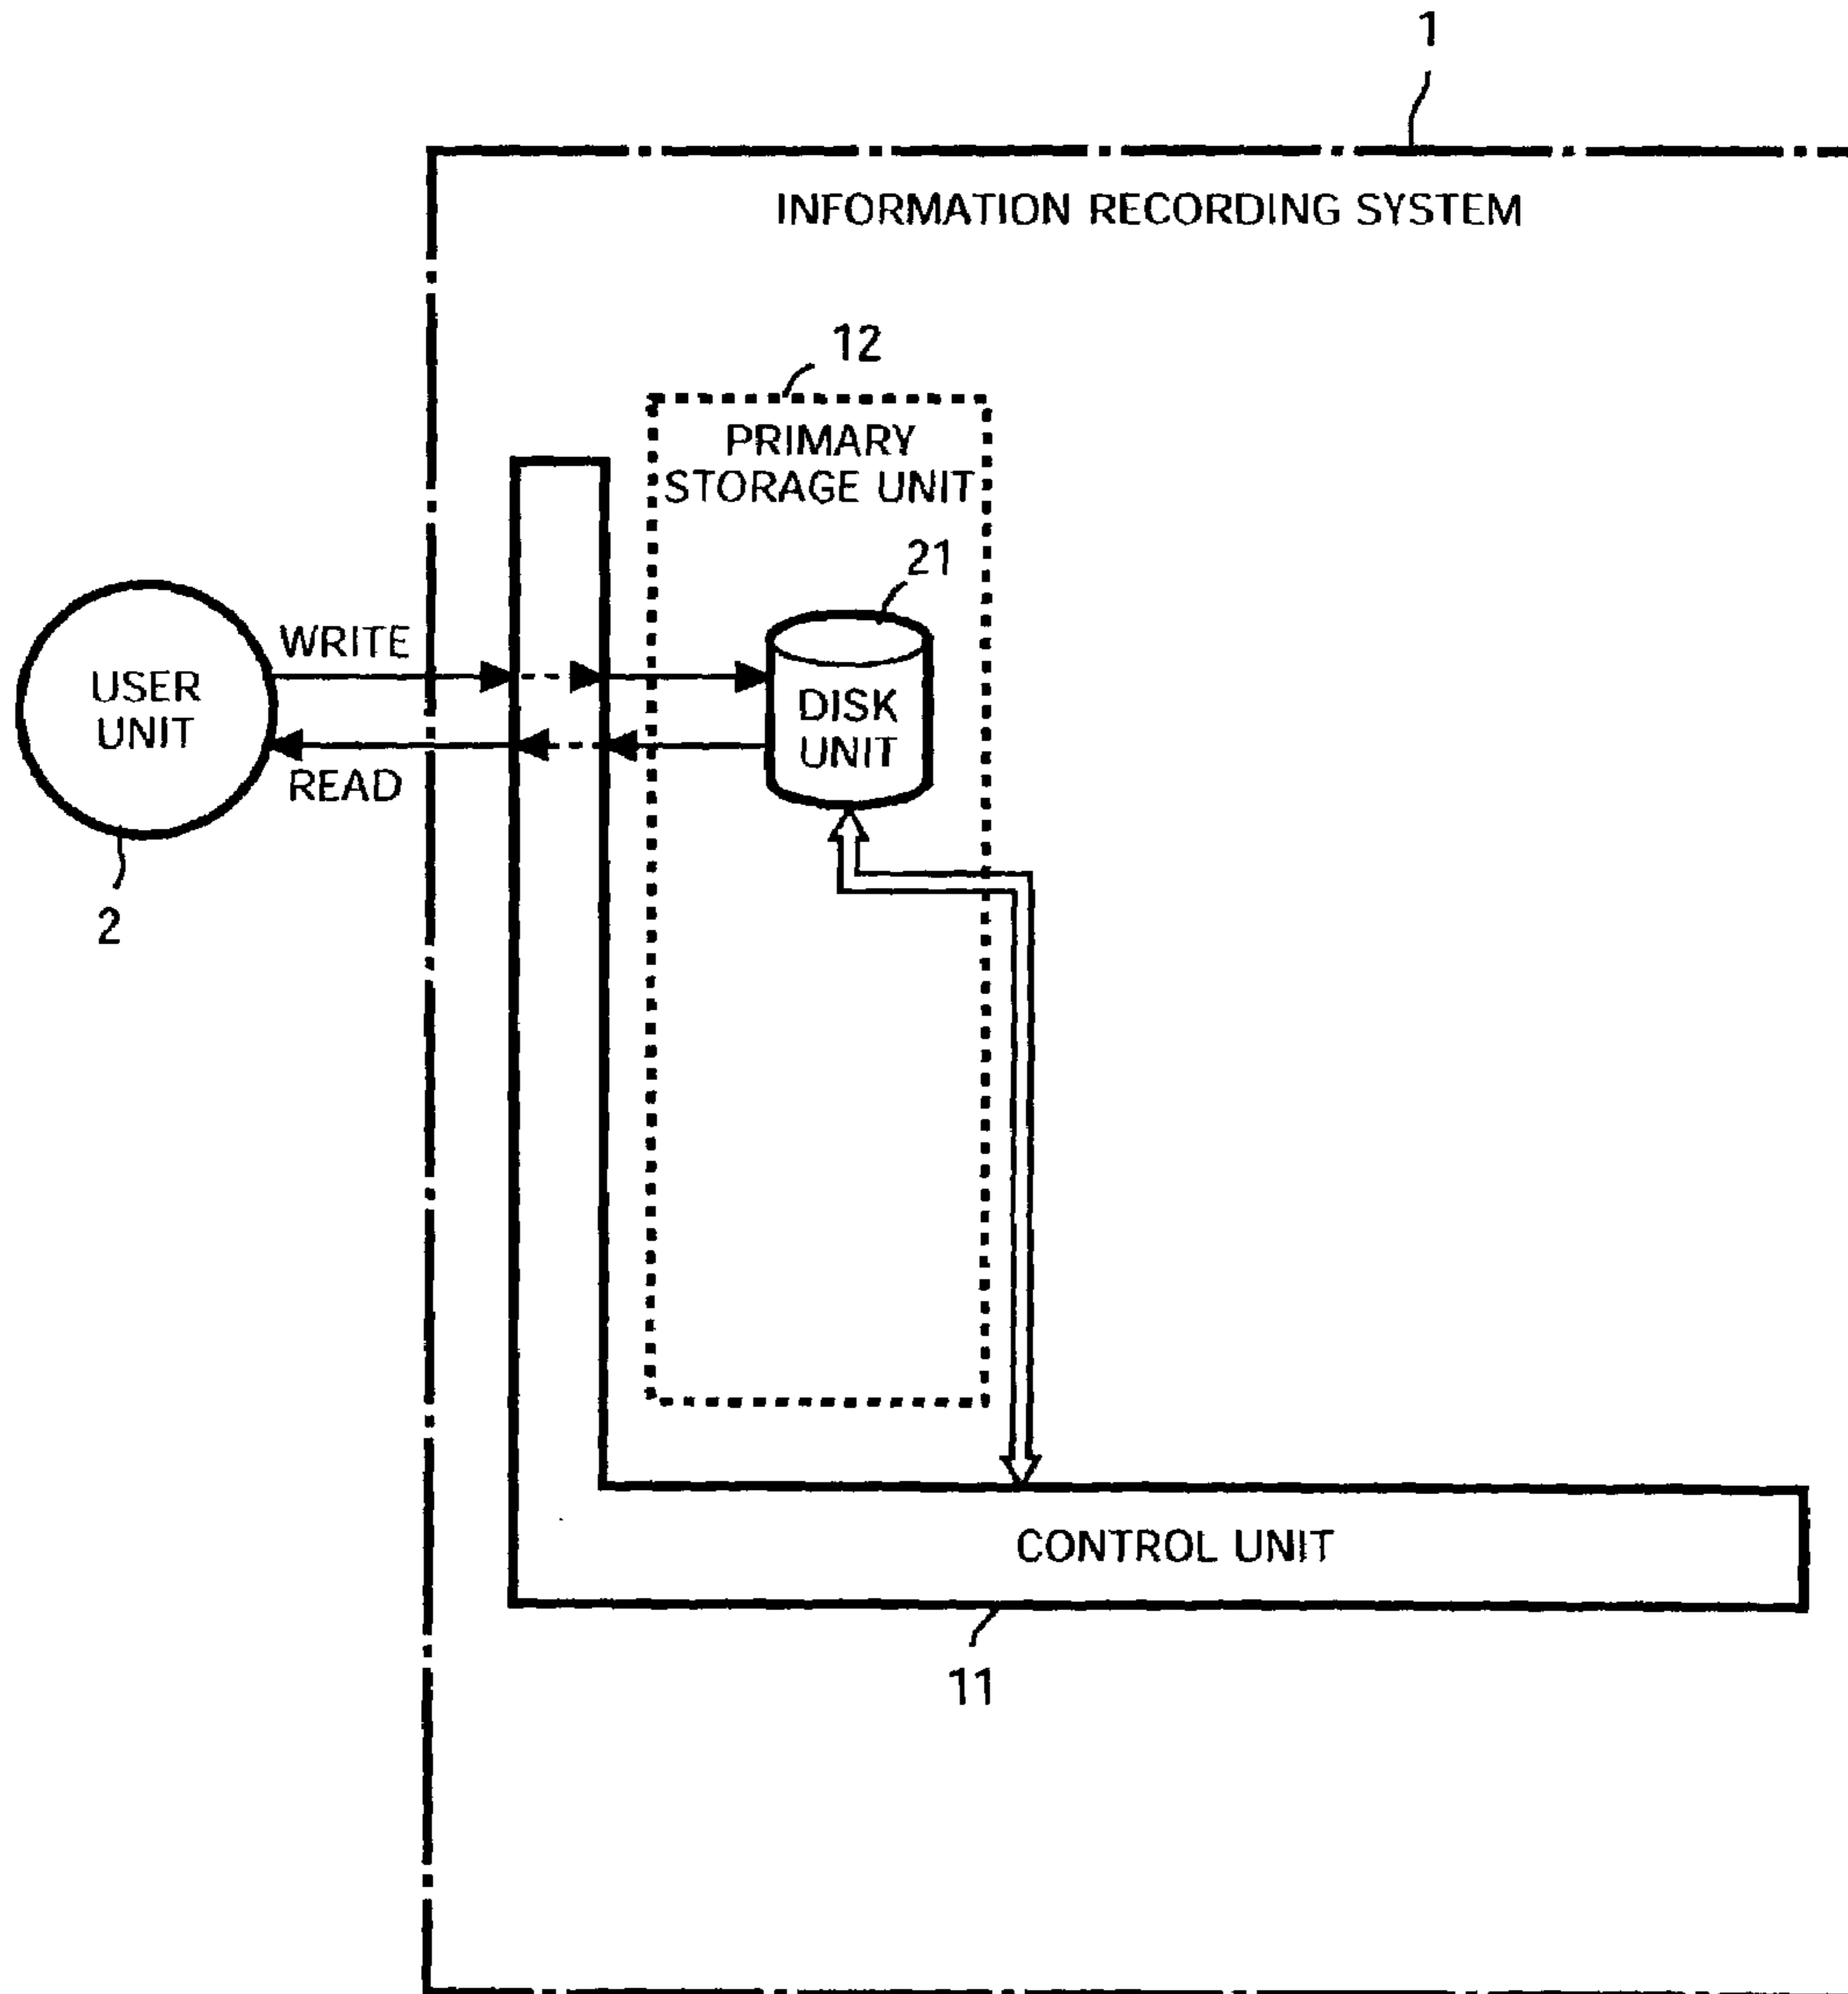 1
INFORMATION RECORDING SYSTEM
12
PRIMARY
STORAGE UNIT
21
WRITE
USER
UNIT
DISK
UNIT
READ
2
CONTROL UNIT
11